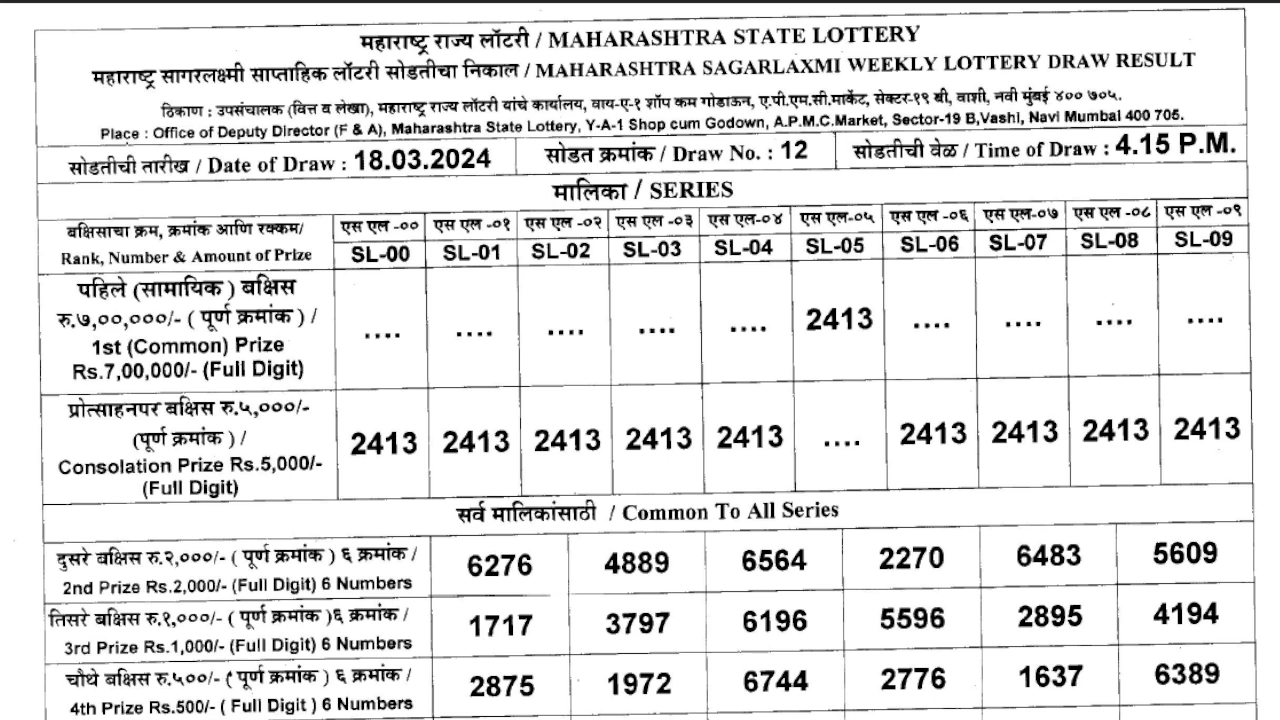 महाराष्ट्र राज्य लॉटरी / MAHARASHTRA STATE LOTTERY
महाराष्ट्र सागरलक्ष्मी साप्ताहिक लॉटरी सोडतीचा निकाल / MAHARASHTRA SAGARLAXMI WEEKLY LOTTERY DRAW RESULT
ठिकाण : उपसंचालक (वित्त व लेखा), महाराष्ट्र राज्य लॉटरी यांचे कार्यालय, वाय-ए-१ शॉप कम गोडाऊन, ए.पी.एम.सी.मार्केट, सेक्टर-१९ बी, वाशी, नवी मुंबई ४०० ७०५.
Place : Office of Deputy Director (F & A), Maharashtra State Lottery, Y-A-1 Shop cum Godown, A.P.M.C.Market, Sector-19 B,Vashi, Navi Mumbai 400 705.
सोडतीची तारीख / Date of Draw : 18.03.2024 सोडत क्रमांक / Draw No. : 12 सोडतीची वेळ / Time of Draw : 4.15 P.M.
मालिका / SERIES
बक्षिसाचा क्रम, क्रमांक आणि रक्कम/ एस एल -०० एस एल -०१ एस एल -०२ एस एल -०३ एस एल-०४ एस एल-०५ एस एल -०६ एस एल-०७ एस एल -०८ एस एल -०९
Rank, Number & Amount of Prize SL-00 SL-01 SL-02 SL-03 SL-04 SL-05 SL-06 SL-07 SL-08 SL-09
पहिले (सामायिक ) बक्षिस
रु.७,००,०००/- ( पूर्ण क्रमांक ) / .... .... .... .... .... 2413 .... .... .... ....
1st (Common) Prize
Rs.7,00,000/- (Full Digit)
प्रोत्साहनपर बक्षिस रु.५,०००/-
(पूर्ण क्रमांक ) / 2413 2413 2413 2413 2413 .... 2413 2413 2413 2413
Consolation Prize Rs.5,000/-
(Full Digit)
सर्व मालिकांसाठी / Common To All Series
दुसरे बक्षिस रु.२,०००/- ( पूर्ण क्रमांक ) ६ क्रमांक / 6276 4889 6564 2270 6483 5609
2nd Prize Rs.2,000/- (Full Digit) 6 Numbers
तिसरे बक्षिस रु.१,०००/- ( पूर्ण क्रमांक )६ क्रमांक / 1717 3797 6196 5596 2895 4194
3rd Prize Rs.1,000/- (Full Digit) 6 Numbers
चौथे बक्षिस रु.५००/- ( पूर्ण क्रमांक ) ६ क्रमांक / 2875 1972 6744 2776 1637 6389
4th Prize Rs.500/- ( Full Digit ) 6 Numbers